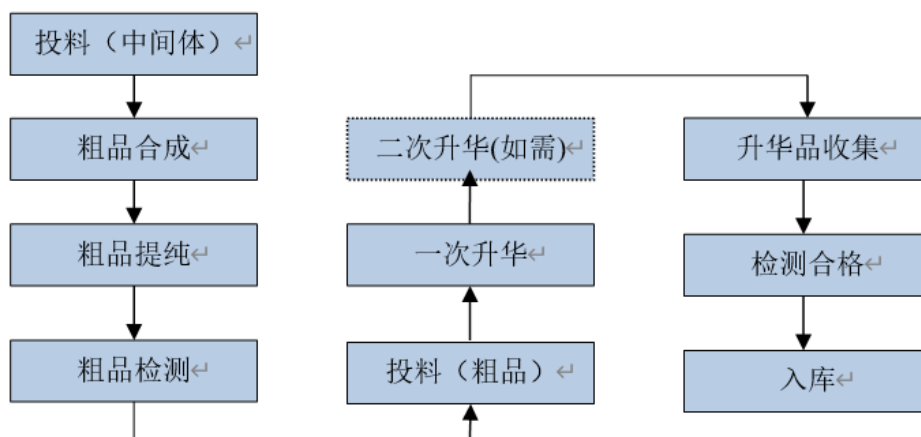 投料（中间体）
粗品合成
粗品提纯
粗品检测
投料（粗品）
一次升华
二次升华(如需)
升华品收集
检测合格
入库